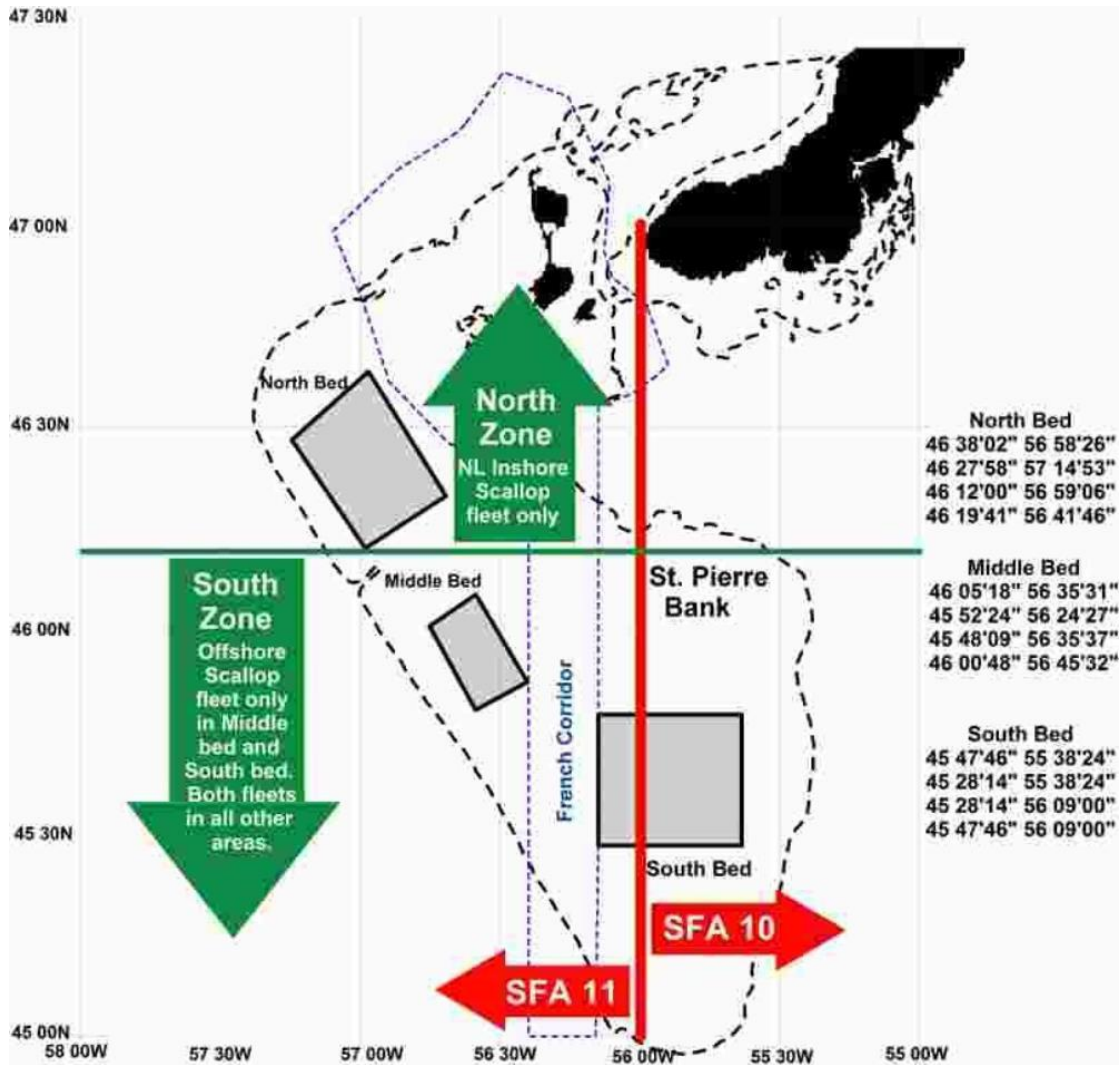 47 30N
47 00N
46 30N
46 00N
45 30N
45 00N
58 00W
57 30W
57 00W
56 30W
56 00W
55 30W
55 00W
North Bed
North
Zone
NL Inshore
Scallop
fleet only
South
Zone
Offshore
Scallop
fleet only
in Middle
bed and
South bed.
Both fleets
in all other
areas.
Middle Bed
St. Pierre
Bank
French Corridor
South Bed
SFA 10
SFA 11
North Bed
46 38'02" 56 58'26"
46 27'58" 57 14'53"
46 12'00" 56 59'06"
46 19'41" 56 41'46"
Middle Bed
46 05'18" 56 35'31"
45 52'24" 56 24'27"
45 48'09" 56 35'37"
46 00'48" 56 45'32"
South Bed
45 47'46" 55 38'24"
45 28'14" 55 38'24"
45 28'14" 56 09'00"
45 47'46" 56 09'00"